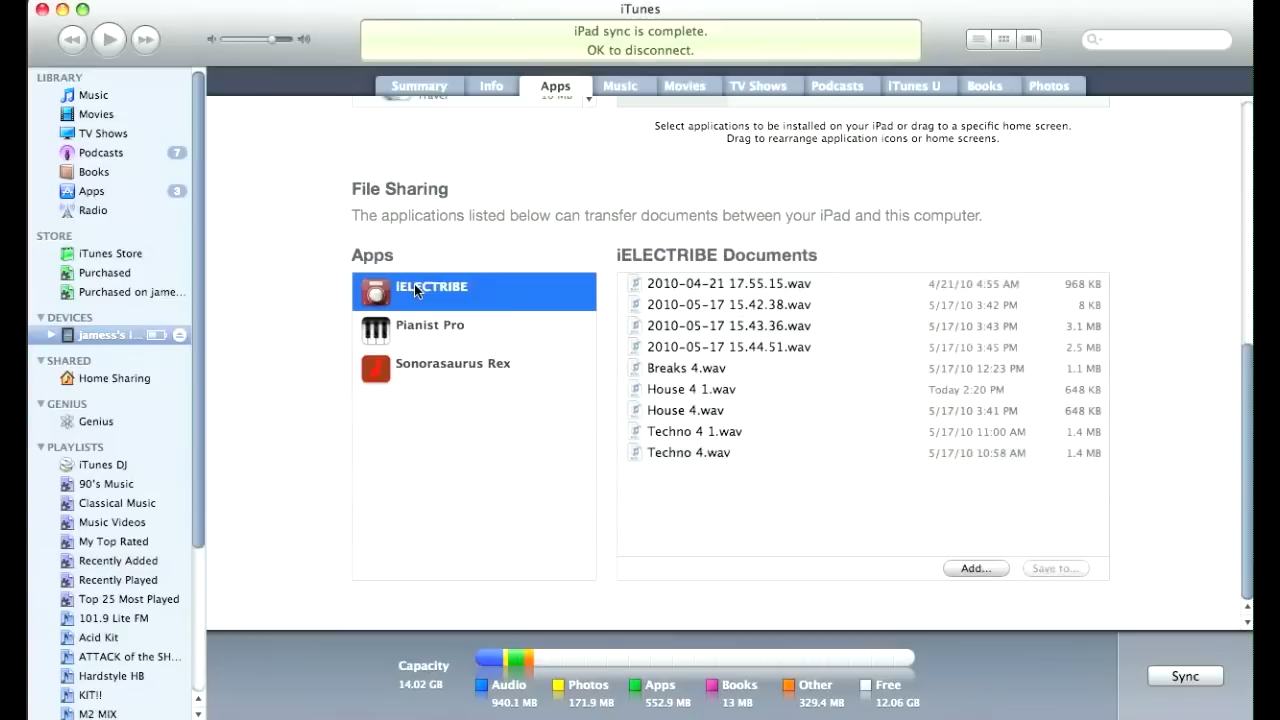 iTunes
iPad sync is complete.
OK to disconnect.
LIBRARY
Music
Movies
TV Shows
Podcasts 7
Books
Apps 3
Radio
STORE
iTunes Store
Purchased
Purchased on jame...
DEVICES
jamess's i...
SHARED
Home Sharing
GENIUS
Genius
PLAYLISTS
iTunes DJ
90's Music
Classical Music
Music Videos
My Top Rated
Recently Added
Recently Played
Top 25 Most Played
101.9 Lite FM
Acid Kit
ATTACK of the SH...
Hardstyle HB
KIT!!
M2 MIX
Summary Info Apps Music Movies TV Shows Podcasts iTunes U Books Photos
Travel
Select applications to be installed on your iPad or drag to a specific home screen.
Drag to rearrange application icons or home screens.
File Sharing
The applications listed below can transfer documents between your iPad and this computer.
Apps
iELECTRIBE
Pianist Pro
Sonorasaurus Rex
iELECTRIBE Documents
2010-04-21 17.55.15.wav 4/21/10 4:55 AM 968 KB
2010-05-17 15.42.38.wav 5/17/10 3:42 PM 8 KB
2010-05-17 15.43.36.wav 5/17/10 3:43 PM 3.1 MB
2010-05-17 15.44.51.wav 5/17/10 3:45 PM 2.5 MB
Breaks 4.wav 5/17/10 12:23 PM 1.1 MB
House 4 1.wav Today 2:20 PM 648 KB
House 4.wav 5/17/10 3:41 PM 648 KB
Techno 4 1.wav 5/17/10 11:00 AM 1.4 MB
Techno 4.wav 5/17/10 10:58 AM 1.4 MB
Add... Save to...
Capacity
14.02 GB
Audio Photos Apps Books Other Free
940.1 MB 171.9 MB 552.9 MB 13 MB 329.4 MB 12.06 GB
Sync